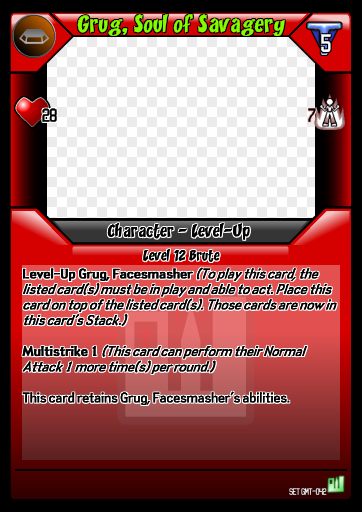 Grug, Soul of Savagery
5
28
7
Character - Level-Up
Level 12 Brute
Level-Up Grug, Facesmasher (To play this card, the
listed card(s) must be in play and able to act. Place this
card on top of the listed card(s). Those cards are now in
this card's Stack.)
Multistrike 1 (This card can perform their Normal
Attack 1 more time(s) per round.)
This card retains Grug, Facesmasher's abilities.
SET GMT-042